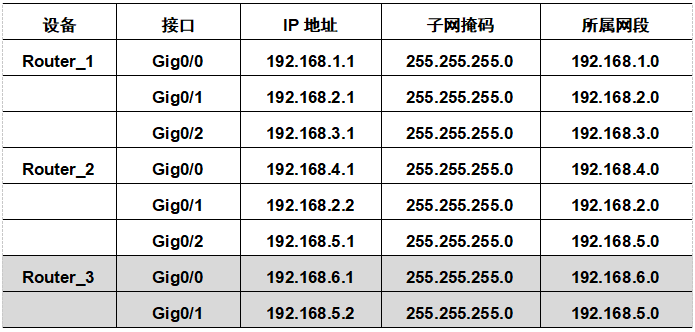 设备 接口 IP 地址 子网掩码 所属网段
Router_1 Gig0/0 192.168.1.1 255.255.255.0 192.168.1.0
Gig0/1 192.168.2.1 255.255.255.0 192.168.2.0
Gig0/2 192.168.3.1 255.255.255.0 192.168.3.0
Router_2 Gig0/0 192.168.4.1 255.255.255.0 192.168.4.0
Gig0/1 192.168.2.2 255.255.255.0 192.168.2.0
Gig0/2 192.168.5.1 255.255.255.0 192.168.5.0
Router_3 Gig0/0 192.168.6.1 255.255.255.0 192.168.6.0
Gig0/1 192.168.5.2 255.255.255.0 192.168.5.0